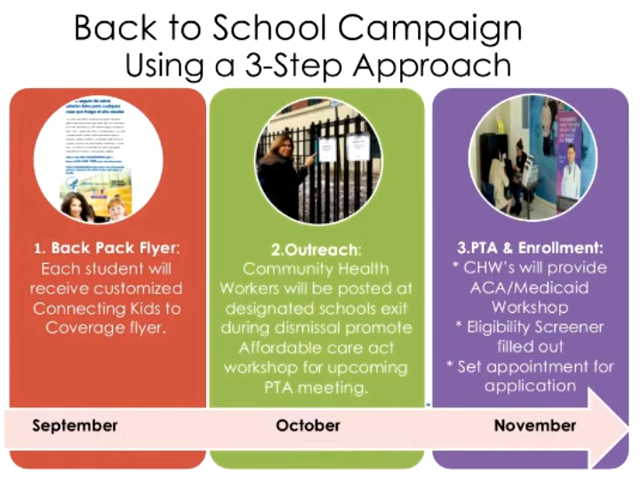 Back to School Campaign
Using a 3-Step Approach
1. Back Pack Flyer:
Each student will
receive customized
Connecting Kids to
Coverage flyer.
2.Outreach:
Community Health
Workers will be posted at
designated schools exit
during dismissal promote
Affordable care act
workshop for upcoming
PTA meeting.
3.PTA & Enrollment:
* CHW's will provide
ACA/Medicaid
Workshop
* Eligibility Screener
filled out
* Set appointment for
application
September
October
November